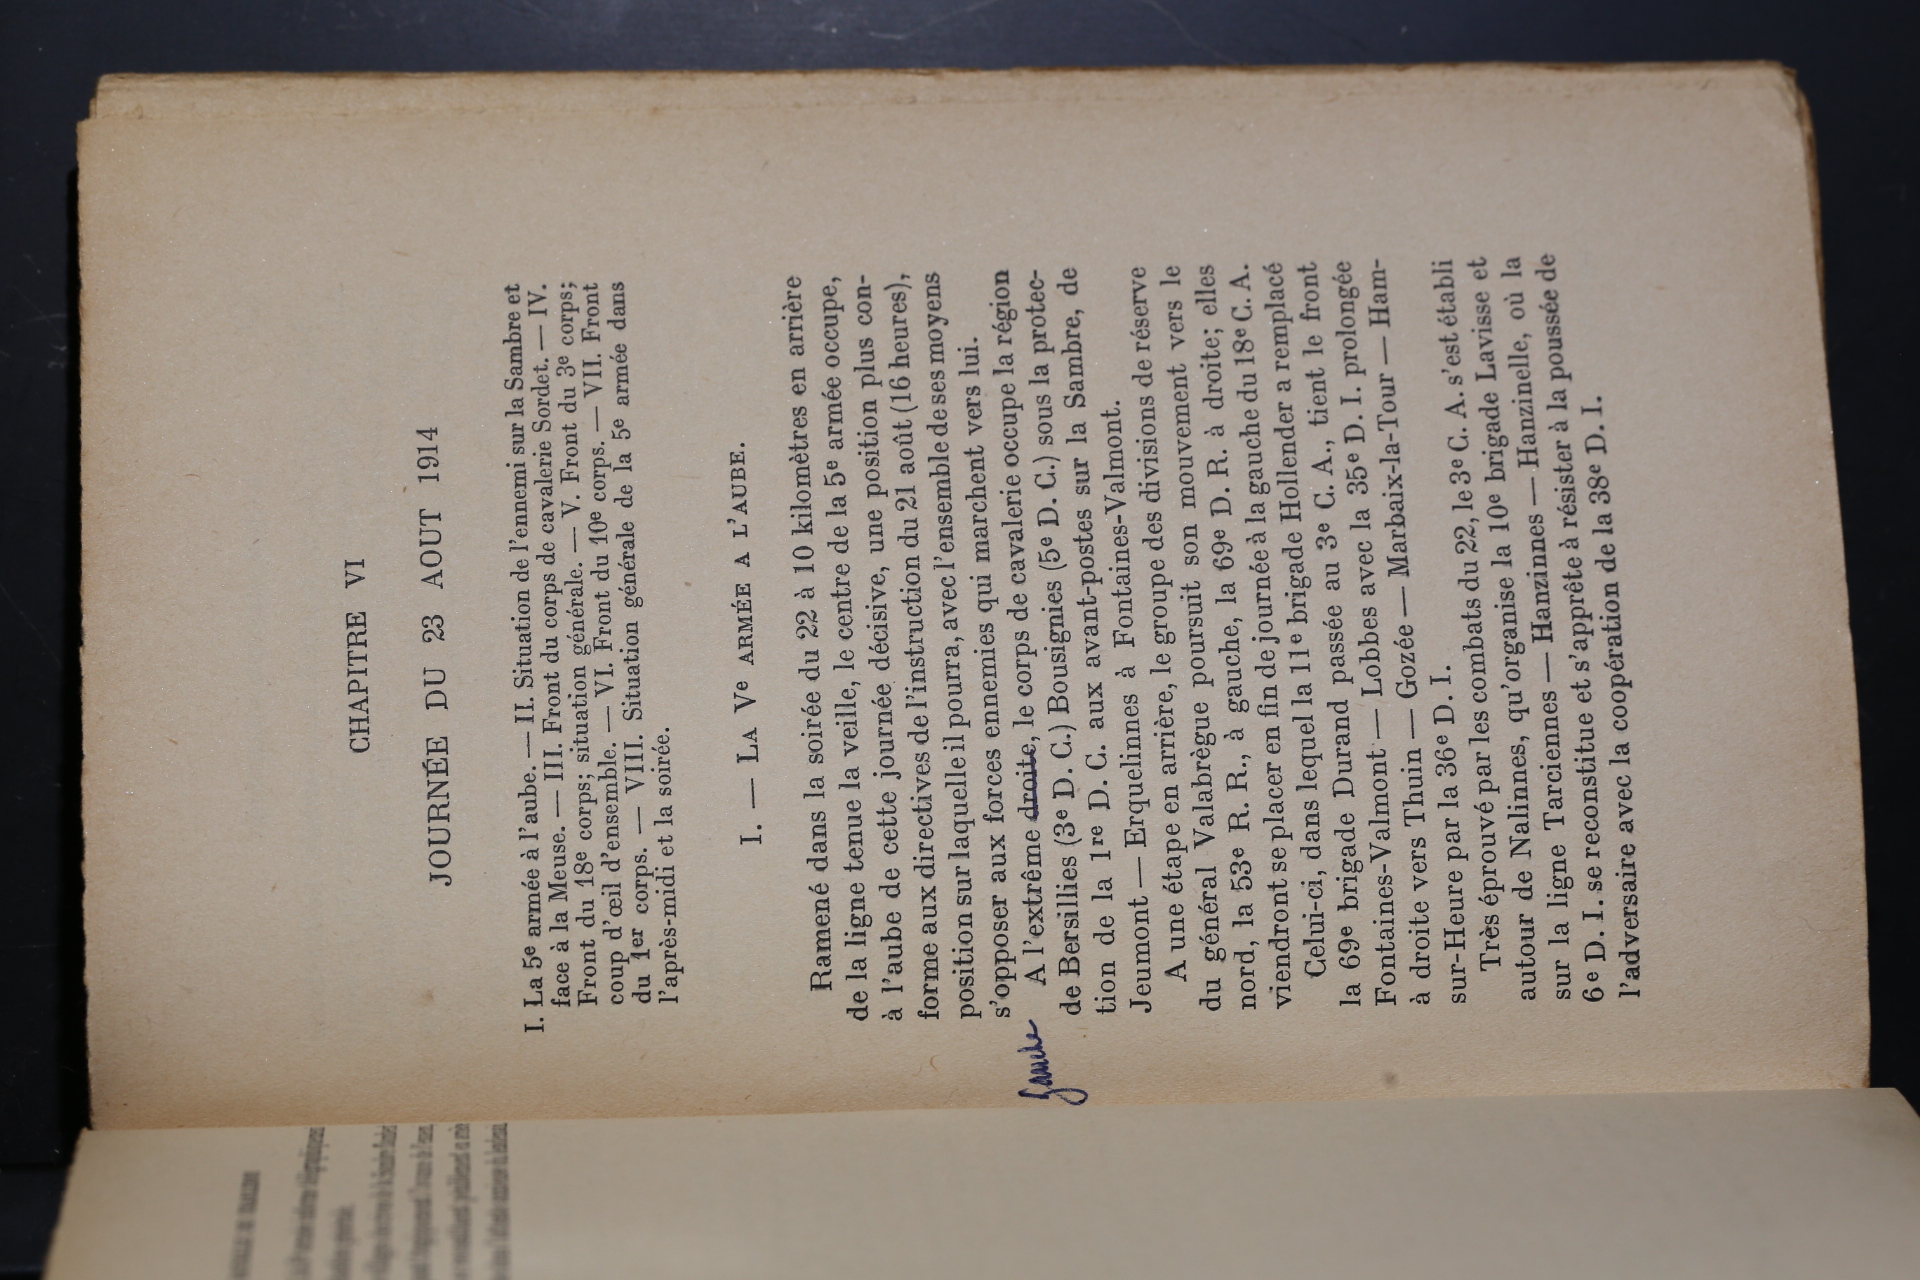 CHAPITRE VI
JOURNÉE DU 23 AOUT 1914
I. La 5e armée à l'aube. — II. Situation de l'ennemi sur la Sambre et
face à la Meuse. — III. Front du corps de cavalerie Sordet. — IV.
Front du 18e corps; situation générale. — V. Front du 3e corps;
coup d'œil d'ensemble. — VI. Front du 10e corps. — VII. Front
du 1er corps. — VIII. Situation générale de la 5e armée dans
l'après-midi et la soirée.
I. — LA Ve ARMÉE A L'AUBE.
Ramené dans la soirée du 22 à 10 kilomètres en arrière
de la ligne tenue la veille, le centre de la 5e armée occupe,
à l'aube de cette journée décisive, une position plus con-
forme aux directives de l'instruction du 21 août (16 heures),
position sur laquelle il pourra, avec l'ensemble de ses moyens
s'opposer aux forces ennemies qui marchent vers lui.
gauche
A l'extrême droite, le corps de cavalerie occupe la région
de Bersillies (3e D. C.) Bousignies (5e D. C.) sous la protec-
tion de la 1re D. C. aux avant-postes sur la Sambre, de
Jeumont — Erquelinnes à Fontaines-Valmont.
A une étape en arrière, le groupe des divisions de réserve
du général Valabrègue poursuit son mouvement vers le
nord, la 53e R. R., à gauche, la 69e D. R. à droite; elles
viendront se placer en fin de journée à la gauche du 18e C. A.
Celui-ci, dans lequel la 11e brigade Hollender a remplacé
la 69e brigade Durand passée au 3e C. A., tient le front
Fontaines-Valmont — Lobbes avec la 35e D. I. prolongée
à droite vers Thuin — Gozée — Marbaix-la-Tour — Ham-
sur-Heure par la 36e D. I.
Très éprouvé par les combats du 22, le 3e C. A. s'est établi
autour de Nalinnes, qu'organise la 10e brigade Lavisse et
sur la ligne Tarciennes — Hanzinnes — Hanzinelle, où la
6e D. I. se reconstitue et s'apprête à résister à la poussée de
l'adversaire avec la coopération de la 38e D. I.